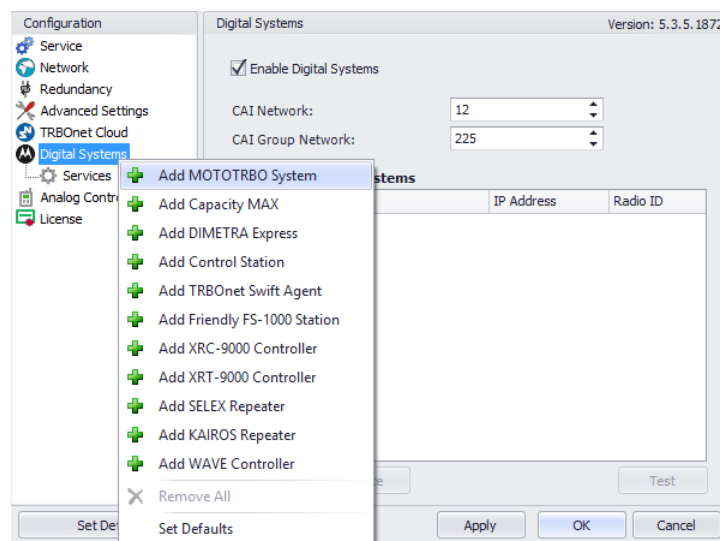 Configuration
Digital Systems
Version: 5.3.5.1872
Service
Network
Redundancy
Advanced Settings
TRBOnet Cloud
Digital Systems
Services
Analog Contr
License
Enable Digital Systems
CAI Network:
12
CAI Group Network:
225
stems
IP Address
Radio ID
Add MOTOTRBO System
Add Capacity MAX
Add DIMETRA Express
Add Control Station
Add TRBOnet Swift Agent
Add Friendly FS-1000 Station
Add XRC-9000 Controller
Add XRT-9000 Controller
Add SELEX Repeater
Add KAIROS Repeater
Add WAVE Controller
Remove All
Set Defaults
Test
Set De
Apply
OK
Cancel